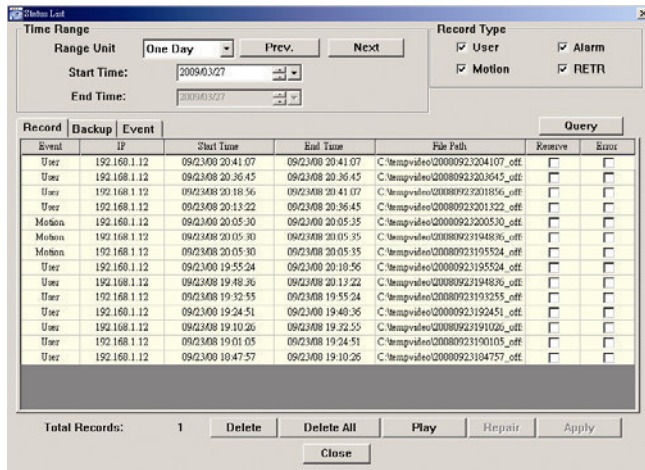 Status List
Time Range
Record Type
Range Unit One Day Prev. Next
User Alarm
Start Time: 2009/03/27
Motion RETR
End Time: 2009/03/27
Query
Record Backup Event
Event IP Start Time End Time File Path Reserve Error
User 192.168.1.12 09/23/08 20:41:07 09/23/08 20:41:07 C:\tempvideo\20080923204107_off.
User 192.168.1.12 09/23/08 20:36:45 09/23/08 20:36:45 C:\tempvideo\20080923203645_off.
User 192.168.1.12 09/23/08 20:18:56 09/23/08 20:41:07 C:\tempvideo\20080923201856_off.
User 192.168.1.12 09/23/08 20:13:22 09/23/08 20:36:45 C:\tempvideo\20080923201322_off.
Motion 192.168.1.12 09/23/08 20:05:30 09/23/08 20:05:35 C:\tempvideo\20080923200530_off.
Motion 192.168.1.12 09/23/08 20:05:30 09/23/08 20:05:35 C:\tempvideo\20080923194836_off.
Motion 192.168.1.12 09/23/08 20:05:30 09/23/08 20:05:35 C:\tempvideo\20080923195524_off.
User 192.168.1.12 09/23/08 19:55:24 09/23/08 20:18:56 C:\tempvideo\20080923195524_off.
User 192.168.1.12 09/23/08 19:48:36 09/23/08 20:13:22 C:\tempvideo\20080923194836_off.
User 192.168.1.12 09/23/08 19:32:55 09/23/08 19:55:24 C:\tempvideo\20080923193255_off.
User 192.168.1.12 09/23/08 19:24:51 09/23/08 19:48:36 C:\tempvideo\20080923192451_off.
User 192.168.1.12 09/23/08 19:10:26 09/23/08 19:32:55 C:\tempvideo\20080923191026_off.
User 192.168.1.12 09/23/08 19:01:05 09/23/08 19:24:51 C:\tempvideo\20080923190105_off.
User 192.168.1.12 09/23/08 18:47:57 09/23/08 19:10:26 C:\tempvideo\20080923184757_off.
Total Records: 1 Delete Delete All Play Repair Apply
Close